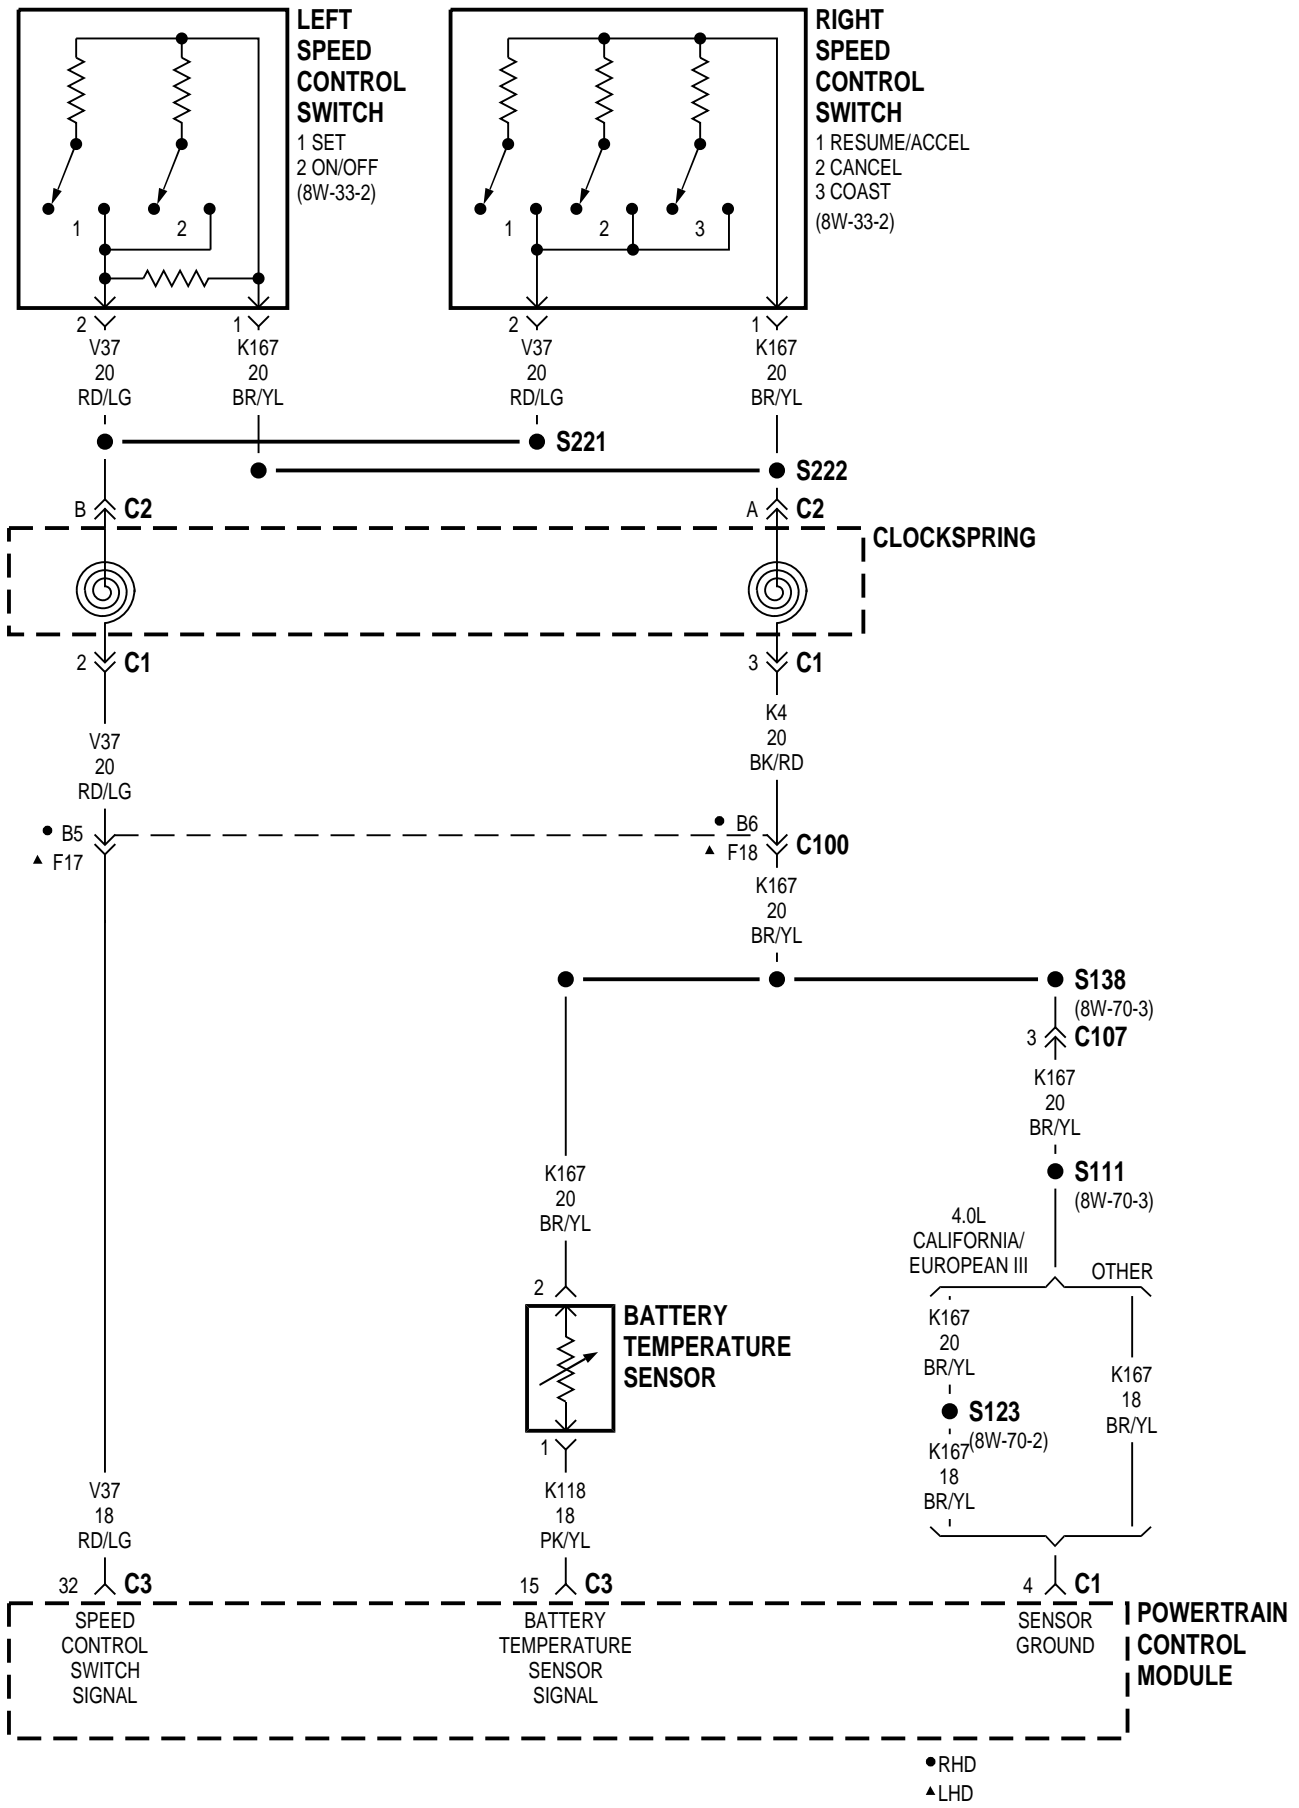 LEFT
SPEED
CONTROL
SWITCH
1 SET
2 ON/OFF
(8W-33-2)
RIGHT
SPEED
CONTROL
SWITCH
1 RESUME/ACCEL
2 CANCEL
3 COAST
(8W-33-2)
1
2
1
2
3
2
1
2
1
V37
20
RD/LG
K167
20
BR/YL
V37
20
RD/LG
K167
20
BR/YL
S221
S222
B
C2
A
C2
CLOCKSPRING
2
C1
3
C1
V37
20
RD/LG
K4
20
BK/RD
● B5
▲ F17
● B6
▲ F18
C100
K167
20
BR/YL
S138
(8W-70-3)
3
C107
K167
20
BR/YL
S111
(8W-70-3)
K167
20
BR/YL
4.0L
CALIFORNIA/
EUROPEAN III
OTHER
2
BATTERY
TEMPERATURE
SENSOR
1
K167
20
BR/YL
S123
(8W-70-2)
K167
18
BR/YL
K167
18
BR/YL
V37
18
RD/LG
K118
18
PK/YL
32
C3
15
C3
4
C1
SPEED
CONTROL
SWITCH
SIGNAL
BATTERY
TEMPERATURE
SENSOR
SIGNAL
SENSOR
GROUND
POWERTRAIN
CONTROL
MODULE
●RHD
▲LHD